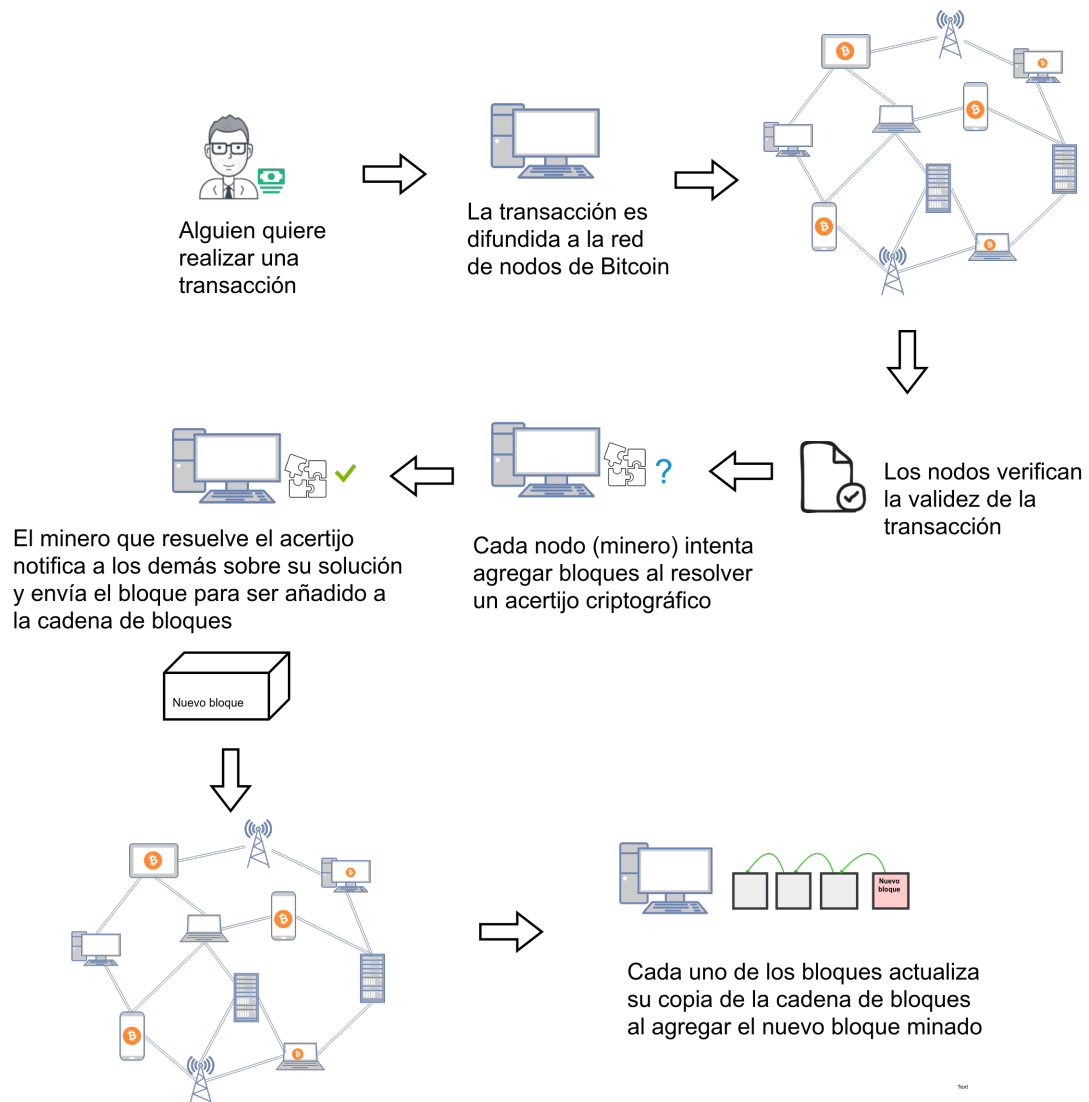 Alguien quiere
realizar una
transacción
La transacción es
difundida a la red
de nodos de Bitcoin
Los nodos verifican
la validez de la
transacción
Cada nodo (minero) intenta
agregar bloques al resolver
un acertijo criptográfico
?
El minero que resuelve el acertijo
notifica a los demás sobre su solución
y envía el bloque para ser añadido a
la cadena de bloques
Nuevo bloque
Nuevo
bloque
Cada uno de los bloques actualiza
su copia de la cadena de bloques
al agregar el nuevo bloque minado
Text